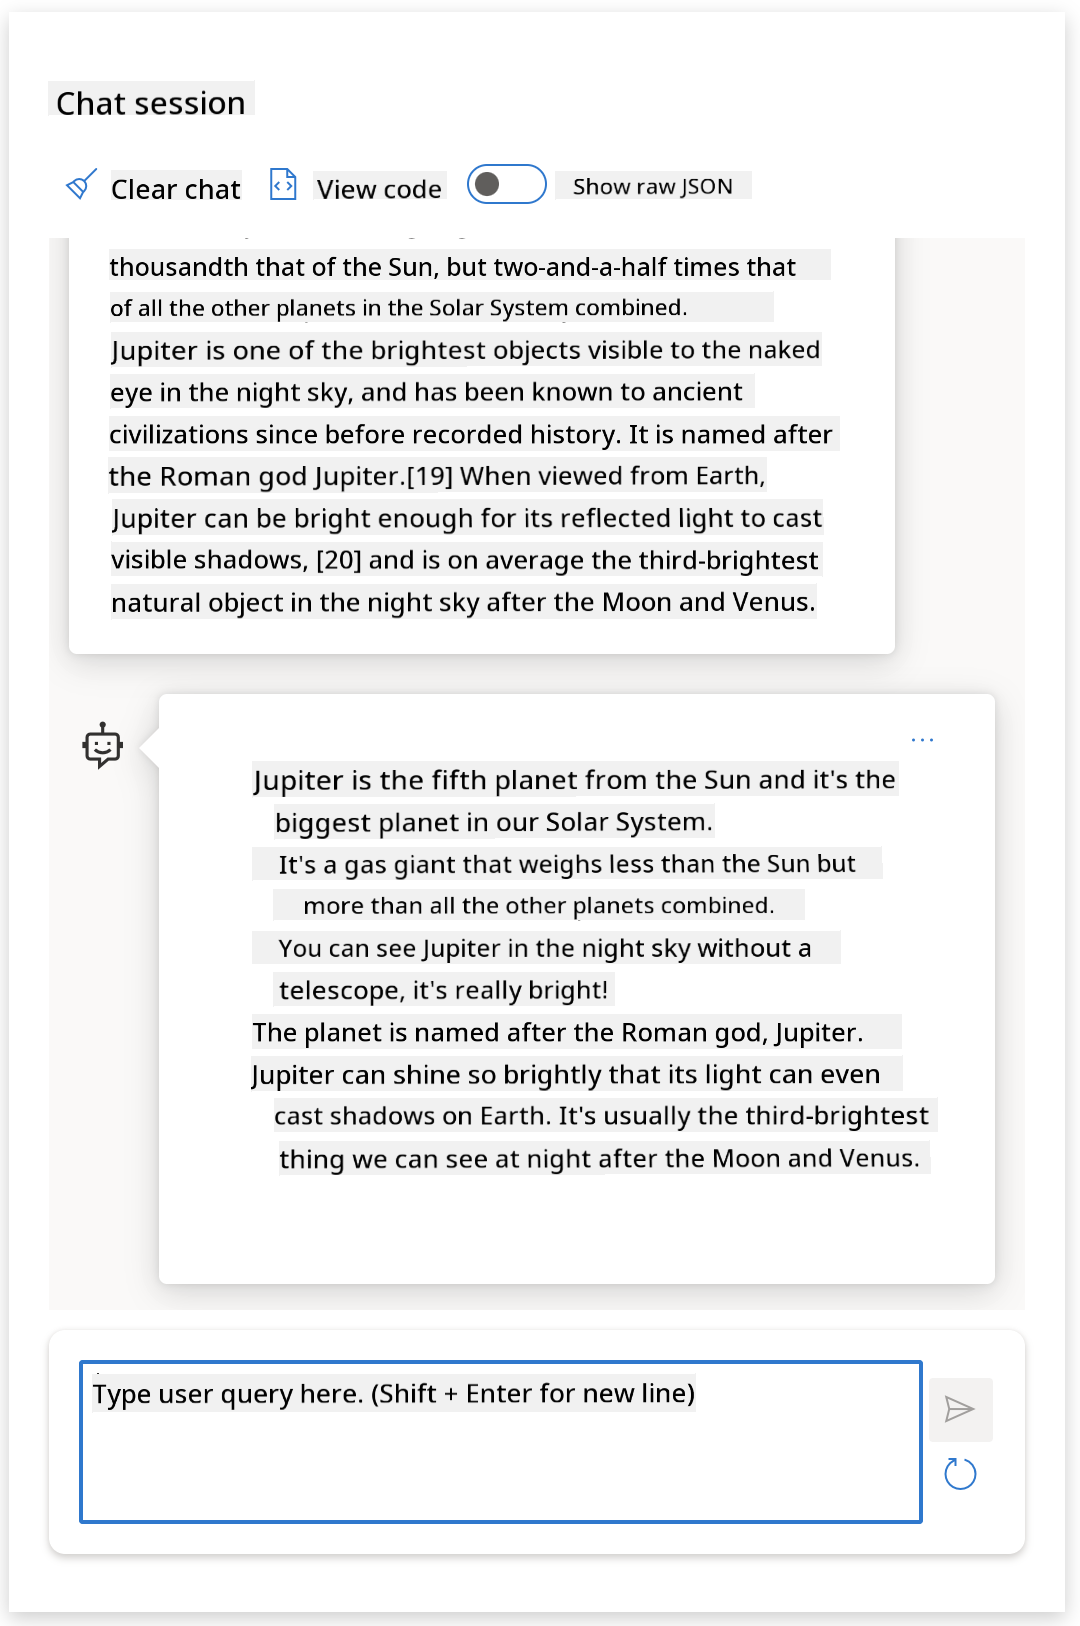 Chat session
Clear chat View code Show raw JSON
thousandth that of the Sun, but two-and-a-half times that
of all the other planets in the Solar System combined.
Jupiter is one of the brightest objects visible to the naked
eye in the night sky, and has been known to ancient
civilizations since before recorded history. It is named after
the Roman god Jupiter.[19] When viewed from Earth,
Jupiter can be bright enough for its reflected light to cast
visible shadows, [20] and is on average the third-brightest
natural object in the night sky after the Moon and Venus.
Jupiter is the fifth planet from the Sun and it's the
biggest planet in our Solar System.
It's a gas giant that weighs less than the Sun but
more than all the other planets combined.
You can see Jupiter in the night sky without a
telescope, it's really bright!
The planet is named after the Roman god, Jupiter.
Jupiter can shine so brightly that its light can even
cast shadows on Earth. It's usually the third-brightest
thing we can see at night after the Moon and Venus.
Type user query here. (Shift + Enter for new line)